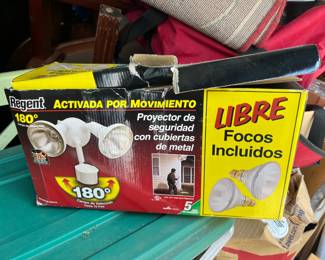 Regent
ACTIVADA POR MOVIMIENTO
180°
Proyector de
seguridad
con cubiertas
de metal
LIBRE
Focos
Incluidos
180°
5